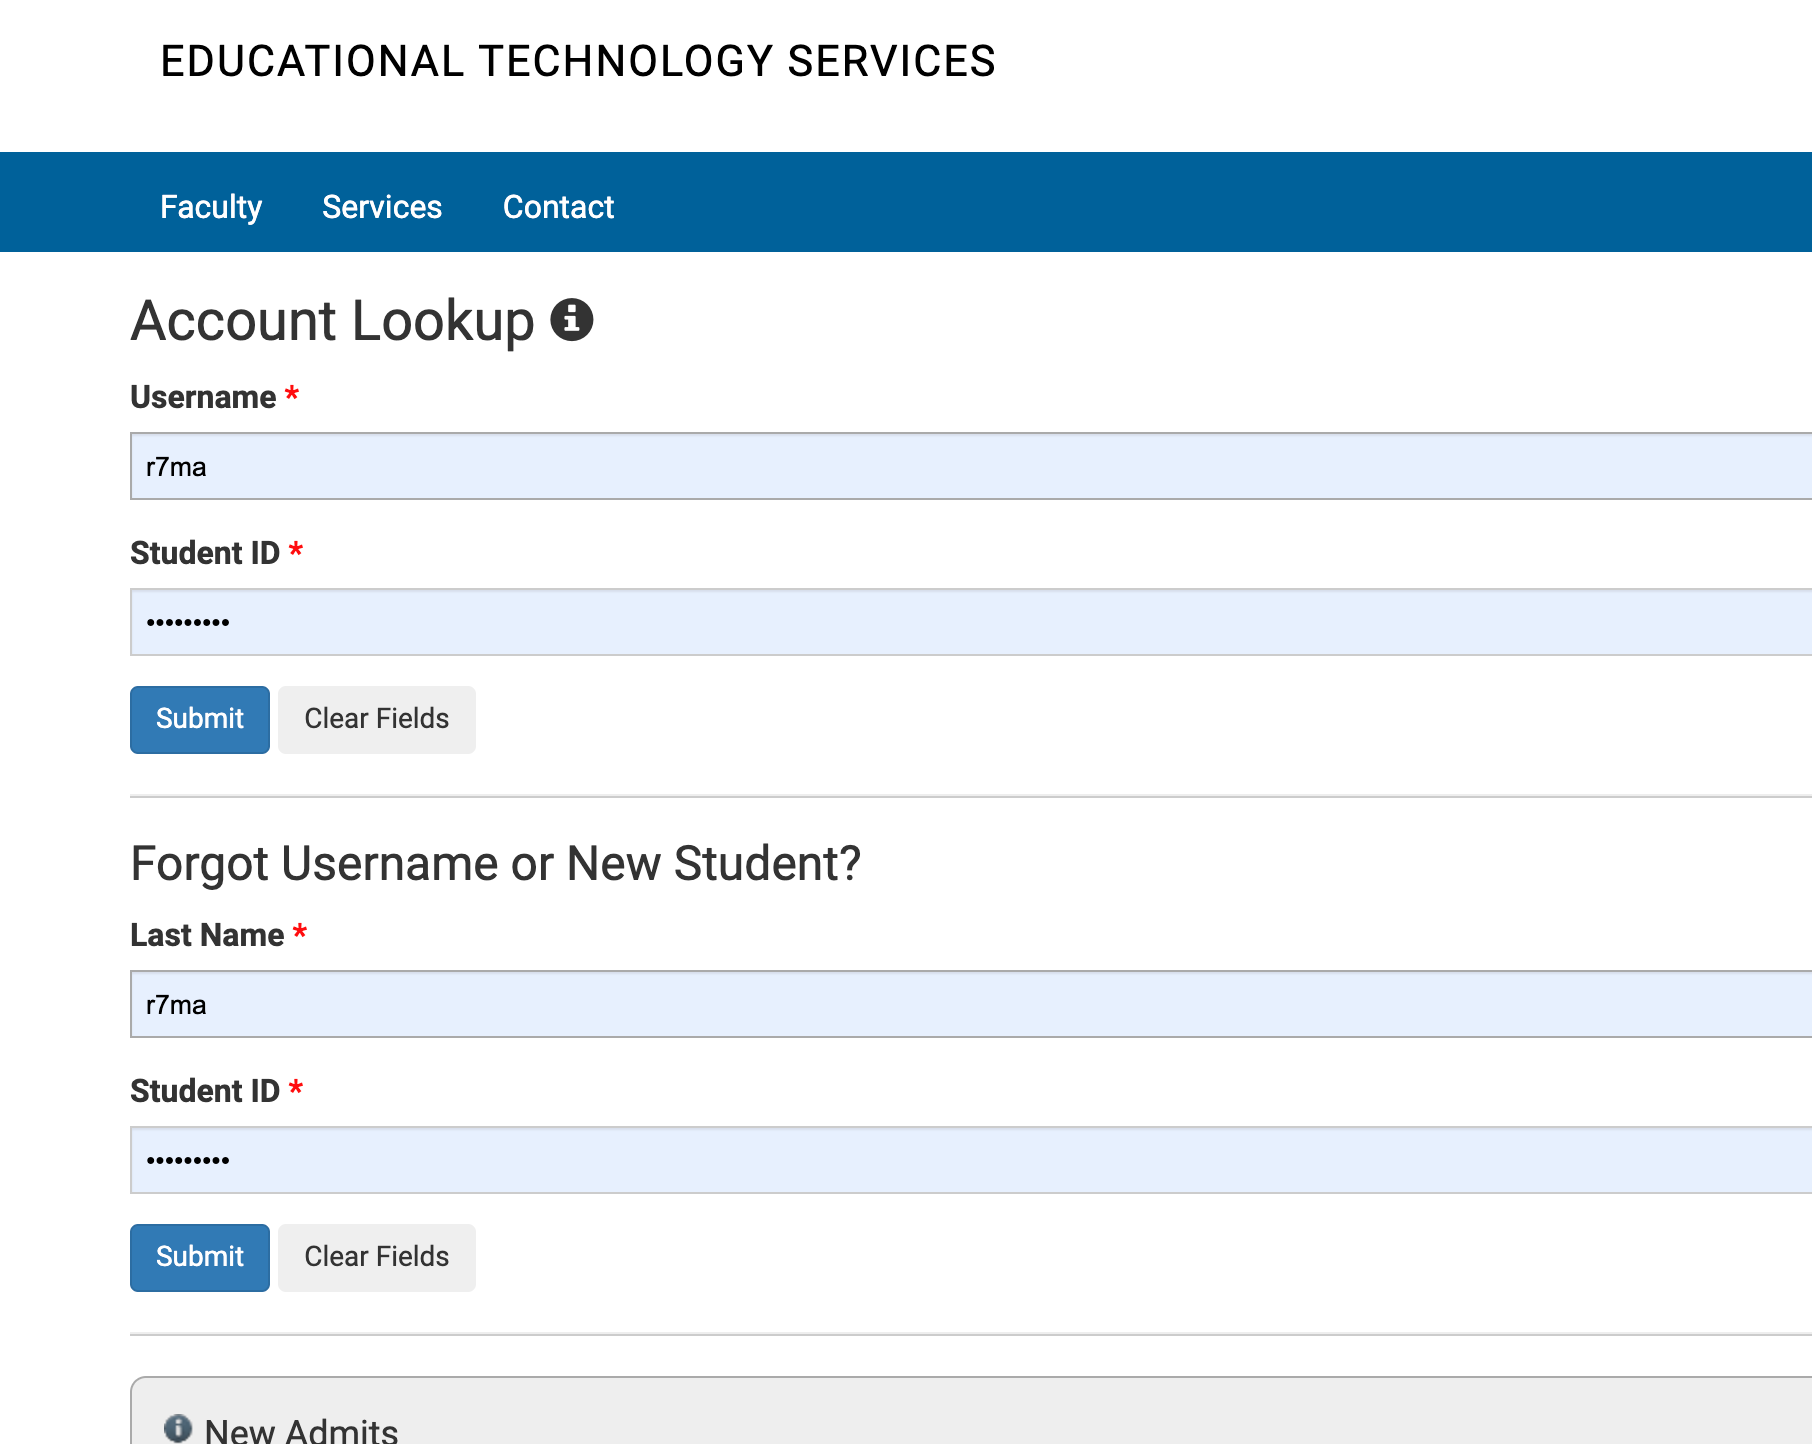 EDUCATIONAL TECHNOLOGY SERVICES
Faculty Services Contact
Account Lookup
Username *
r7ma
Student ID *
•••••••••
Submit Clear Fields
Forgot Username or New Student?
Last Name *
r7ma
Student ID *
•••••••••
Submit Clear Fields
New Admits